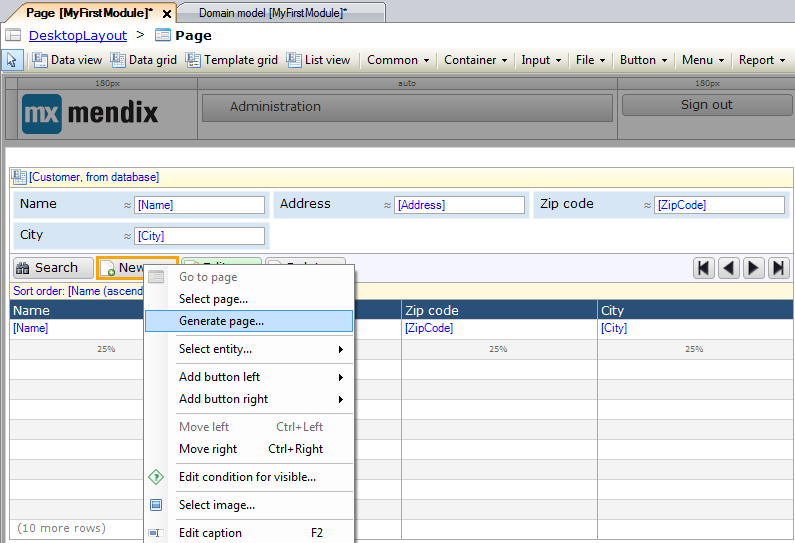 Page [MyFirstModule]* × Domain model [MyFirstModule]*
DesktopLayout > Page
Data view Data grid Template grid List view Common Container Input File Button Menu Report
180px auto 180px
mx mendix Administration Sign out
[Customer, from database]
Name ≈ [Name] Address ≈ [Address] Zip code ≈ [ZipCode]
City ≈ [City]
Search New
Go to page
Select page...
Sort order: [Name (ascend
Generate page...
Name Zip code City
[Name] [ZipCode] [City]
25% 25% 25%
Select entity...
Add button left
Add button right
Move left Ctrl+Left
Move right Ctrl+Right
Edit condition for visible...
Select image...
(10 more rows)
Edit caption F2